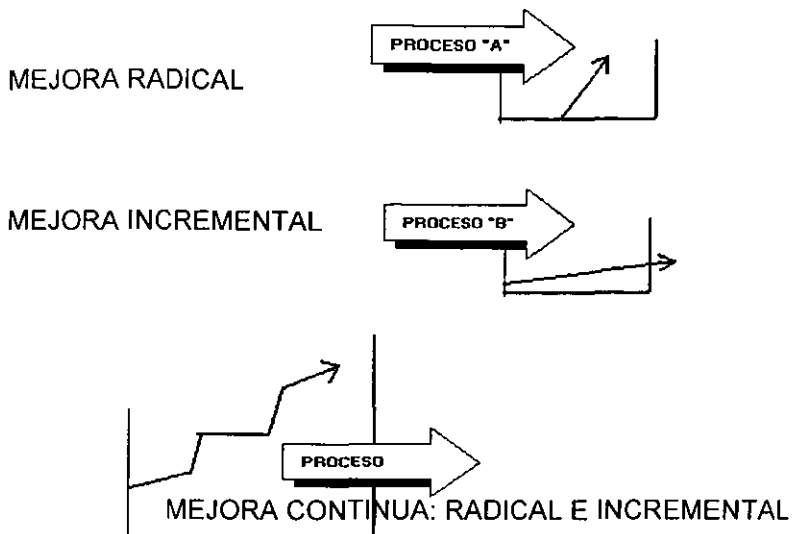 PROCESO "A"
MEJORA RADICAL
MEJORA INCREMENTAL
PROCESO "B"
PROCESO
MEJORA CONTINUA: RADICAL E INCREMENTAL